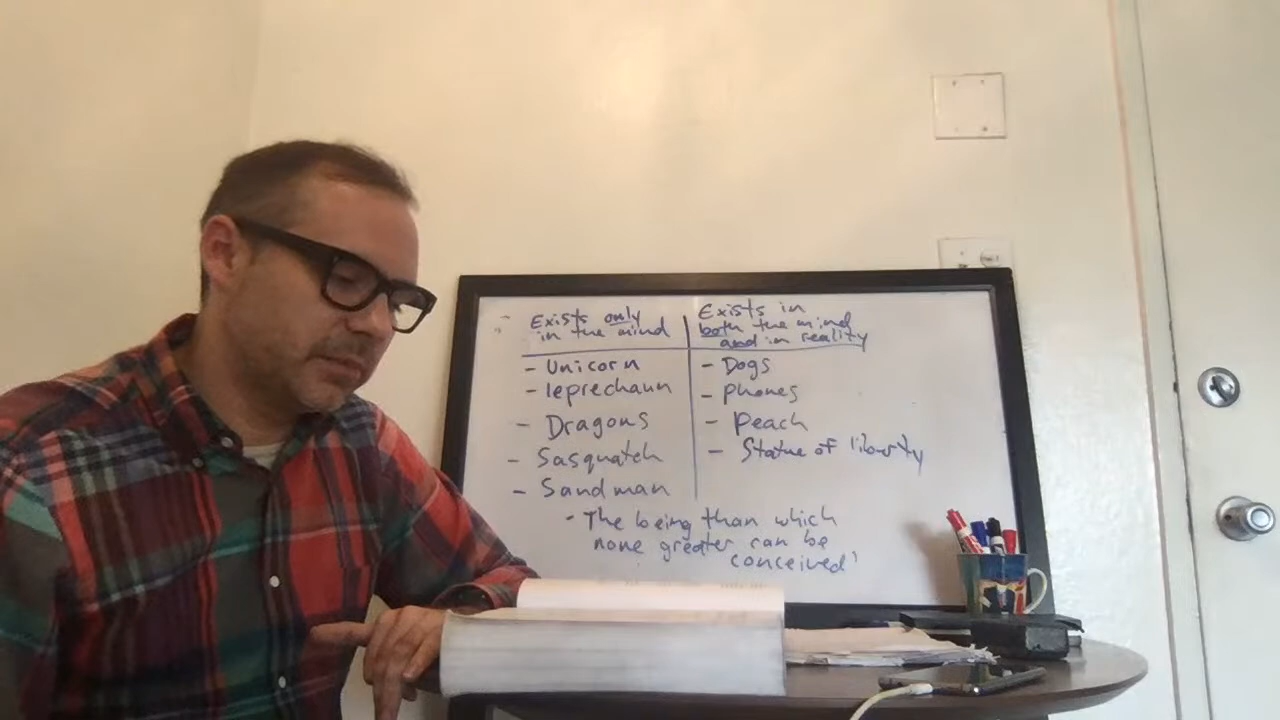 Exists only
in the mind
Exists in
both the mind
and in reality
- Unicorn
- leprechaun
- Dragons
- Sasquatch
- Sandman
- Dogs
- Phones
- Peach
- Statue of liberty
- The being than which
none greater can be
conceived'